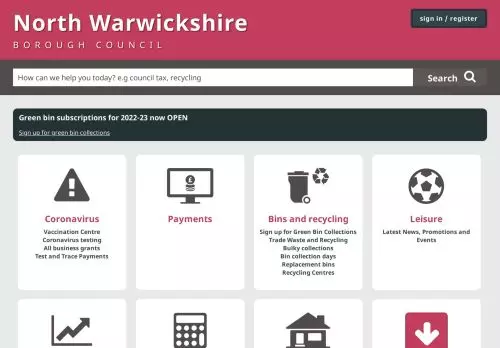 North Warwickshire
BOROUGH COUNCIL
sign in / register
How can we help you today? e.g council tax, recycling
Search
Green bin subscriptions for 2022-23 now OPEN
Sign up for green bin collections
Coronavirus
Vaccination Centre
Coronavirus testing
All business grants
Test and Trace Payments
£
Payments
Bins and recycling
Sign up for Green Bin Collections
Trade Waste and Recycling
Bulky collections
Bin collection days
Replacement bins
Recycling Centres
Leisure
Latest News, Promotions and
Events